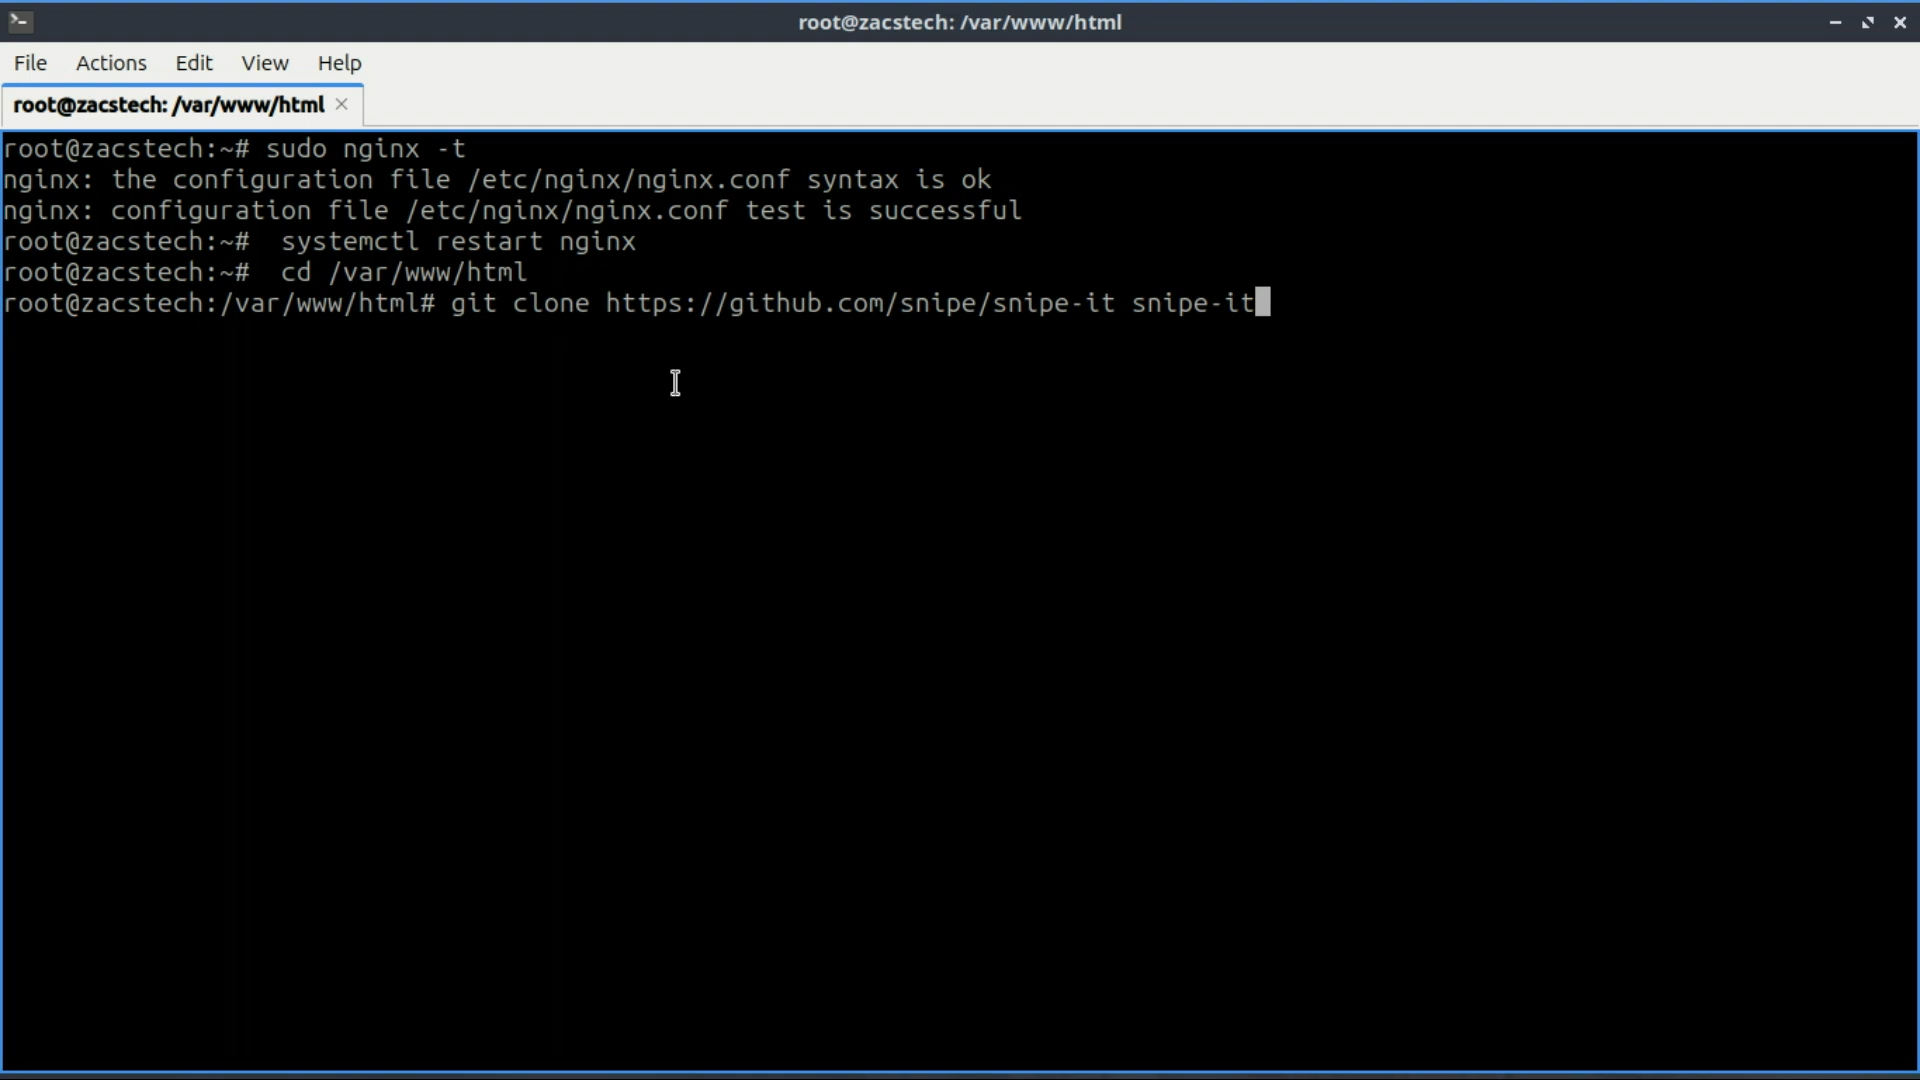 root@zacstech: /var/www/html
File Actions Edit View Help
root@zacstech: /var/www/html
root@zacstech:~# sudo nginx -t
nginx: the configuration file /etc/nginx/nginx.conf syntax is ok
nginx: configuration file /etc/nginx/nginx.conf test is successful
root@zacstech:~#  systemctl restart nginx
root@zacstech:~#  cd /var/www/html
root@zacstech:/var/www/html# git clone https://github.com/snipe/snipe-it snipe-it